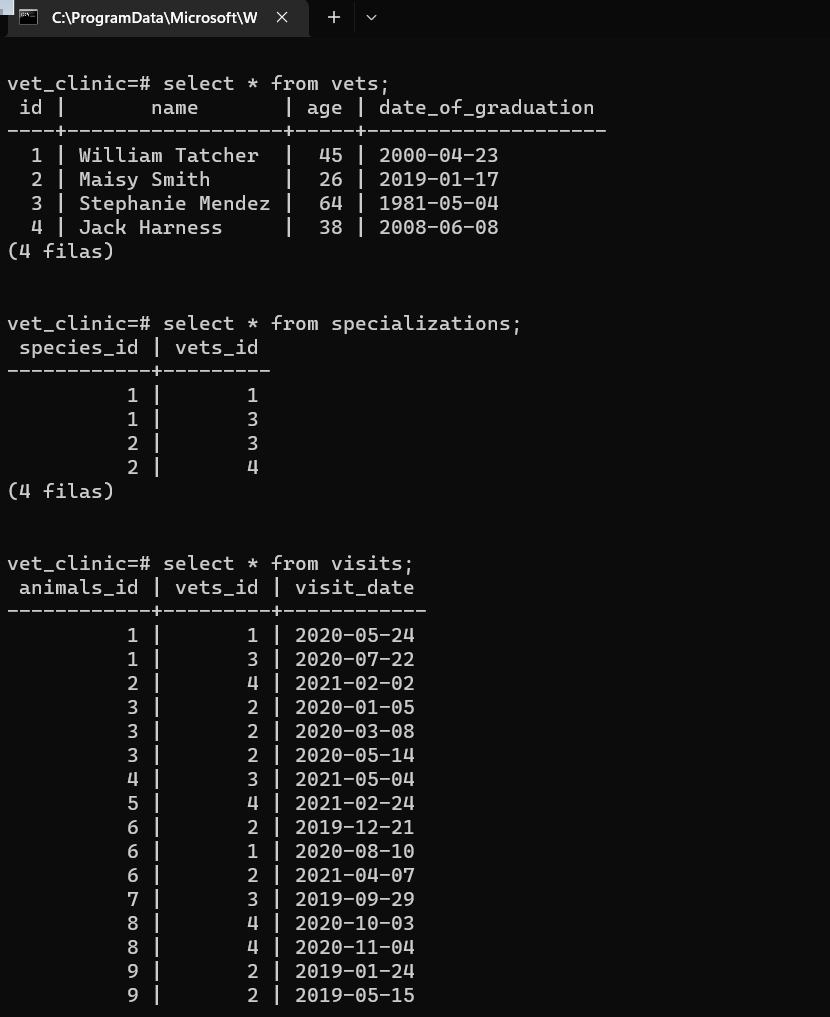 C:\ProgramData\Microsoft\W
vet_clinic=# select * from vets;
 id |       name       | age | date_of_graduation
----+------------------+-----+--------------------
  1 | William Tatcher  |  45 | 2000-04-23
  2 | Maisy Smith      |  26 | 2019-01-17
  3 | Stephanie Mendez |  64 | 1981-05-04
  4 | Jack Harness     |  38 | 2008-06-08
(4 filas)
vet_clinic=# select * from specializations;
 species_id | vets_id
------------+---------
          1 |       1
          1 |       3
          2 |       3
          2 |       4
(4 filas)
vet_clinic=# select * from visits;
 animals_id | vets_id | visit_date
------------+---------+------------
          1 |       1 | 2020-05-24
          1 |       3 | 2020-07-22
          2 |       4 | 2021-02-02
          3 |       2 | 2020-01-05
          3 |       2 | 2020-03-08
          3 |       2 | 2020-05-14
          4 |       3 | 2021-05-04
          5 |       4 | 2021-02-24
          6 |       2 | 2019-12-21
          6 |       1 | 2020-08-10
          6 |       2 | 2021-04-07
          7 |       3 | 2019-09-29
          8 |       4 | 2020-10-03
          8 |       4 | 2020-11-04
          9 |       2 | 2019-01-24
          9 |       2 | 2019-05-15